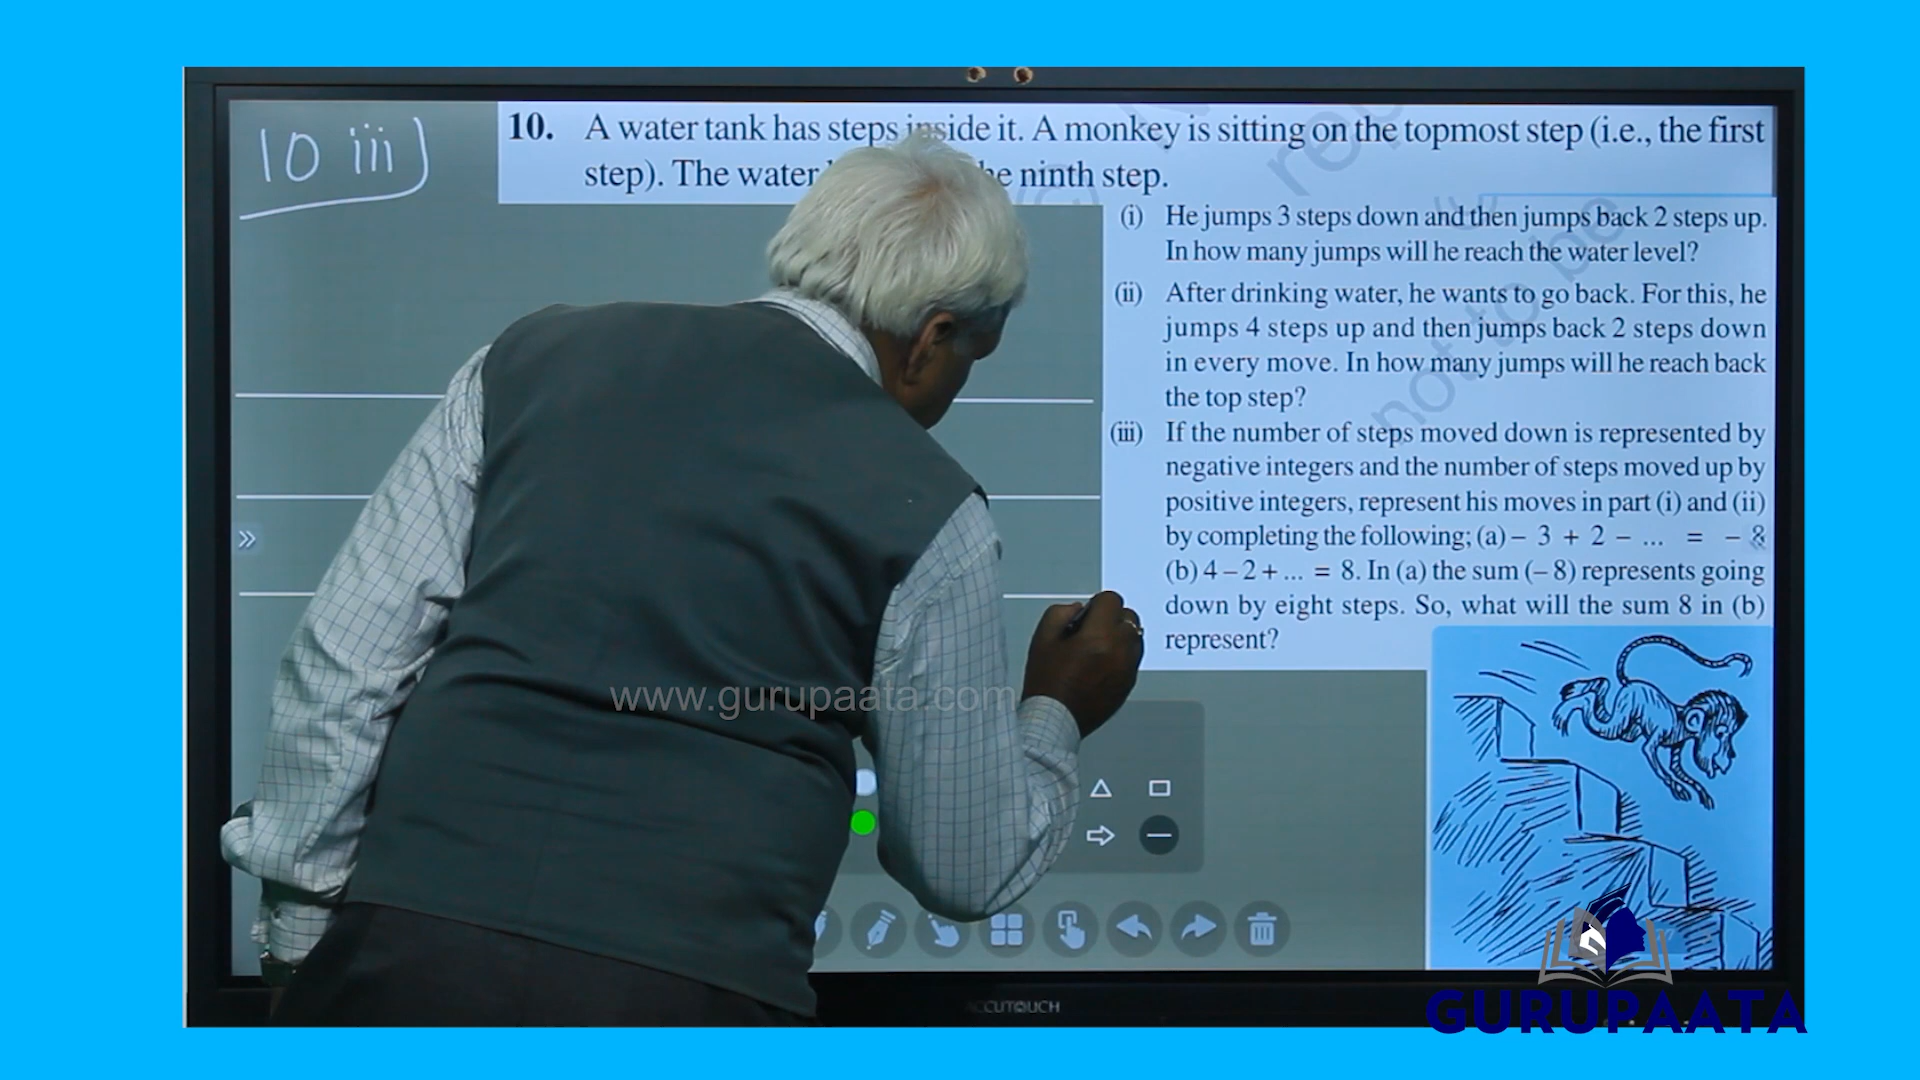 10 iii)
10. A water tank has steps inside it. A monkey is sitting on the topmost step (i.e., the first
step). The water he ninth step.
(i) He jumps 3 steps down and then jumps back 2 steps up.
In how many jumps will he reach the water level?
(ii) After drinking water, he wants to go back. For this, he
jumps 4 steps up and then jumps back 2 steps down
in every move. In how many jumps will he reach back
the top step?
(iii) If the number of steps moved down is represented by
negative integers and the number of steps moved up by
positive integers, represent his moves in part (i) and (ii)
by completing the following; (a) – 3 + 2 – ... = – 8
(b) 4 – 2 + ... = 8. In (a) the sum (– 8) represents going
down by eight steps. So, what will the sum 8 in (b)
represent?
not to be
www.gurupaata.com
ACCUTOUCH
GURUPAATA